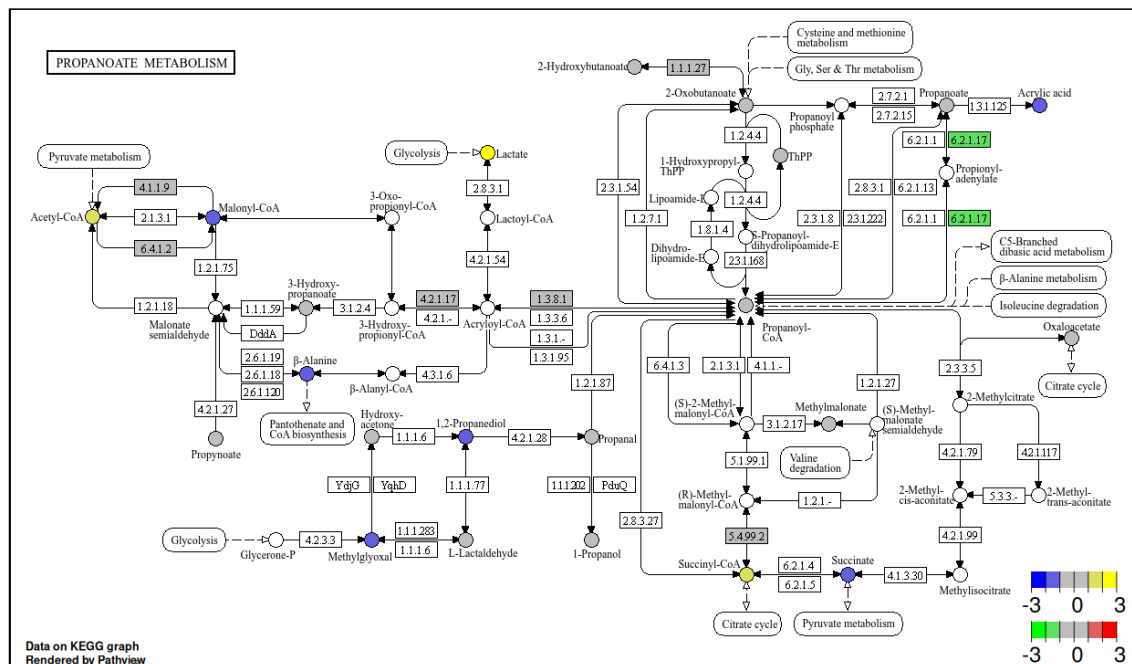 PROPANOATE METABOLISM
Cysteine and methionine
metabolism
Gly, Ser & Thr metabolism
2-Hydroxybutanoate
1.1.1.27
2-Oxobutanoate
Propanoyl
phosphate
2.7.2.1
2.7.2.15
Propanoate
1.3.1.125
Acrylic acid
1.2.4.4
ThPP
6.2.1.1
6.2.1.17
1-Hydroxypropyl-
ThPP
Propionyl-
adenylate
2.3.1.54
1.2.7.1
Lipoamide-E
1.2.4.4
2.3.1.8
2.3.1.222
2.8.3.1
6.2.1.13
6.2.1.1
6.2.1.17
1.8.1.4
S-Propanoyl-
dihydrolipoamide-E
Dihydro-
lipoamide-E
2.3.1.168
C5-Branched
dibasic acid metabolism
β-Alanine metabolism
Isoleucine degradation
Propanoyl-
CoA
Pyruvate metabolism
Glycolysis
Lactate
2.8.3.1
Lactoyl-CoA
4.2.1.54
Acetyl-CoA
4.1.1.9
2.1.3.1
6.4.1.2
Malonyl-CoA
3-Oxo-
propionyl-CoA
1.2.1.75
1.2.1.18
Malonate
semialdehyde
1.1.1.59
DddA
3-Hydroxy-
propanoate
3.1.2.4
3-Hydroxy-
propionyl-CoA
4.2.1.17
4.2.1.-
Acryloyl-CoA
1.3.8.1
1.3.3.6
1.3.1.-
1.3.1.95
2.6.1.19
2.6.1.18
2.6.1.120
β-Alanine
β-Alanyl-CoA
4.3.1.6
4.2.1.27
Propynoate
Pantothenate and
CoA biosynthesis
1.2.1.87
Hydroxy-
acetone
1.1.1.6
1,2-Propanediol
4.2.1.28
Propanal
YdjG
YqhD
1.1.1.77
1.1.1.202
PduQ
Glycolysis
Glycerone-P
4.2.3.3
Methylglyoxal
1.1.1.283
1.1.1.6
L-Lactaldehyde
1-Propanol
6.4.1.3
2.1.3.1
4.1.1.-
1.2.1.27
2.3.3.5
Oxaloacetate
Citrate cycle
(S)-2-Methyl-
malonyl-CoA
Methylmalonate
3.1.2.17
(S)-Methyl-
malonate
semialdehyde
2-Methylcitrate
Valine
degradation
5.1.99.1
4.2.1.79
4.2.1.117
(R)-Methyl-
malonyl-CoA
1.2.1.-
2-Methyl-
cis-aconitate
5.3.3.-
2-Methyl-
trans-aconitate
2.8.3.27
5.4.99.2
4.2.1.99
Succinyl-CoA
6.2.1.4
6.2.1.5
Succinate
4.1.3.30
Methylisocitrate
Citrate cycle
Pyruvate metabolism
-3 0 3
-3 0 3
Data on KEGG graph
Rendered by Pathview